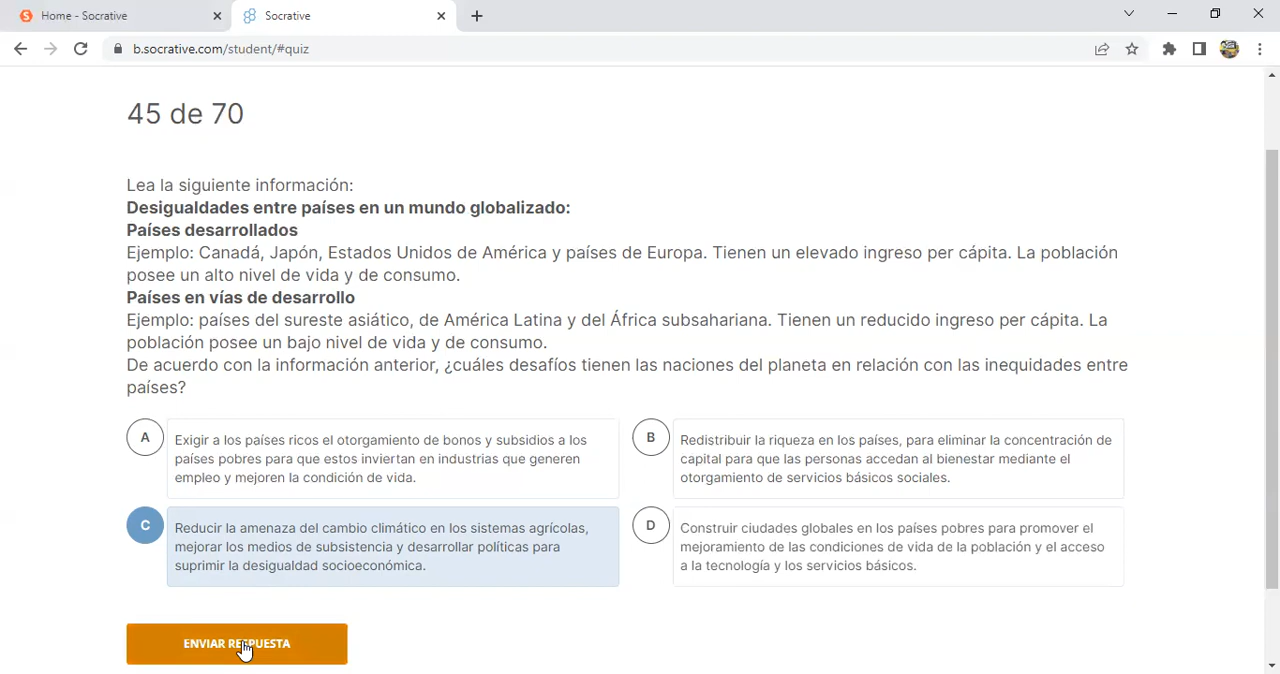 Home - Socrative
Socrative
b.socrative.com/student/#quiz
45 de 70
Lea la siguiente información:
Desigualdades entre países en un mundo globalizado:
Países desarrollados
Ejemplo: Canadá, Japón, Estados Unidos de América y países de Europa. Tienen un elevado ingreso per cápita. La población
posee un alto nivel de vida y de consumo.
Países en vías de desarrollo
Ejemplo: países del sureste asiático, de América Latina y del África subsahariana. Tienen un reducido ingreso per cápita. La
población posee un bajo nivel de vida y de consumo.
De acuerdo con la información anterior, ¿cuáles desafíos tienen las naciones del planeta en relación con las inequidades entre
países?
A
Exigir a los países ricos el otorgamiento de bonos y subsidios a los
países pobres para que estos inviertan en industrias que generen
empleo y mejoren la condición de vida.
B
Redistribuir la riqueza en los países, para eliminar la concentración de
capital para que las personas accedan al bienestar mediante el
otorgamiento de servicios básicos sociales.
C
Reducir la amenaza del cambio climático en los sistemas agrícolas,
mejorar los medios de subsistencia y desarrollar políticas para
suprimir la desigualdad socioeconómica.
D
Construir ciudades globales en los países pobres para promover el
mejoramiento de las condiciones de vida de la población y el acceso
a la tecnología y los servicios básicos.
ENVIAR RESPUESTA